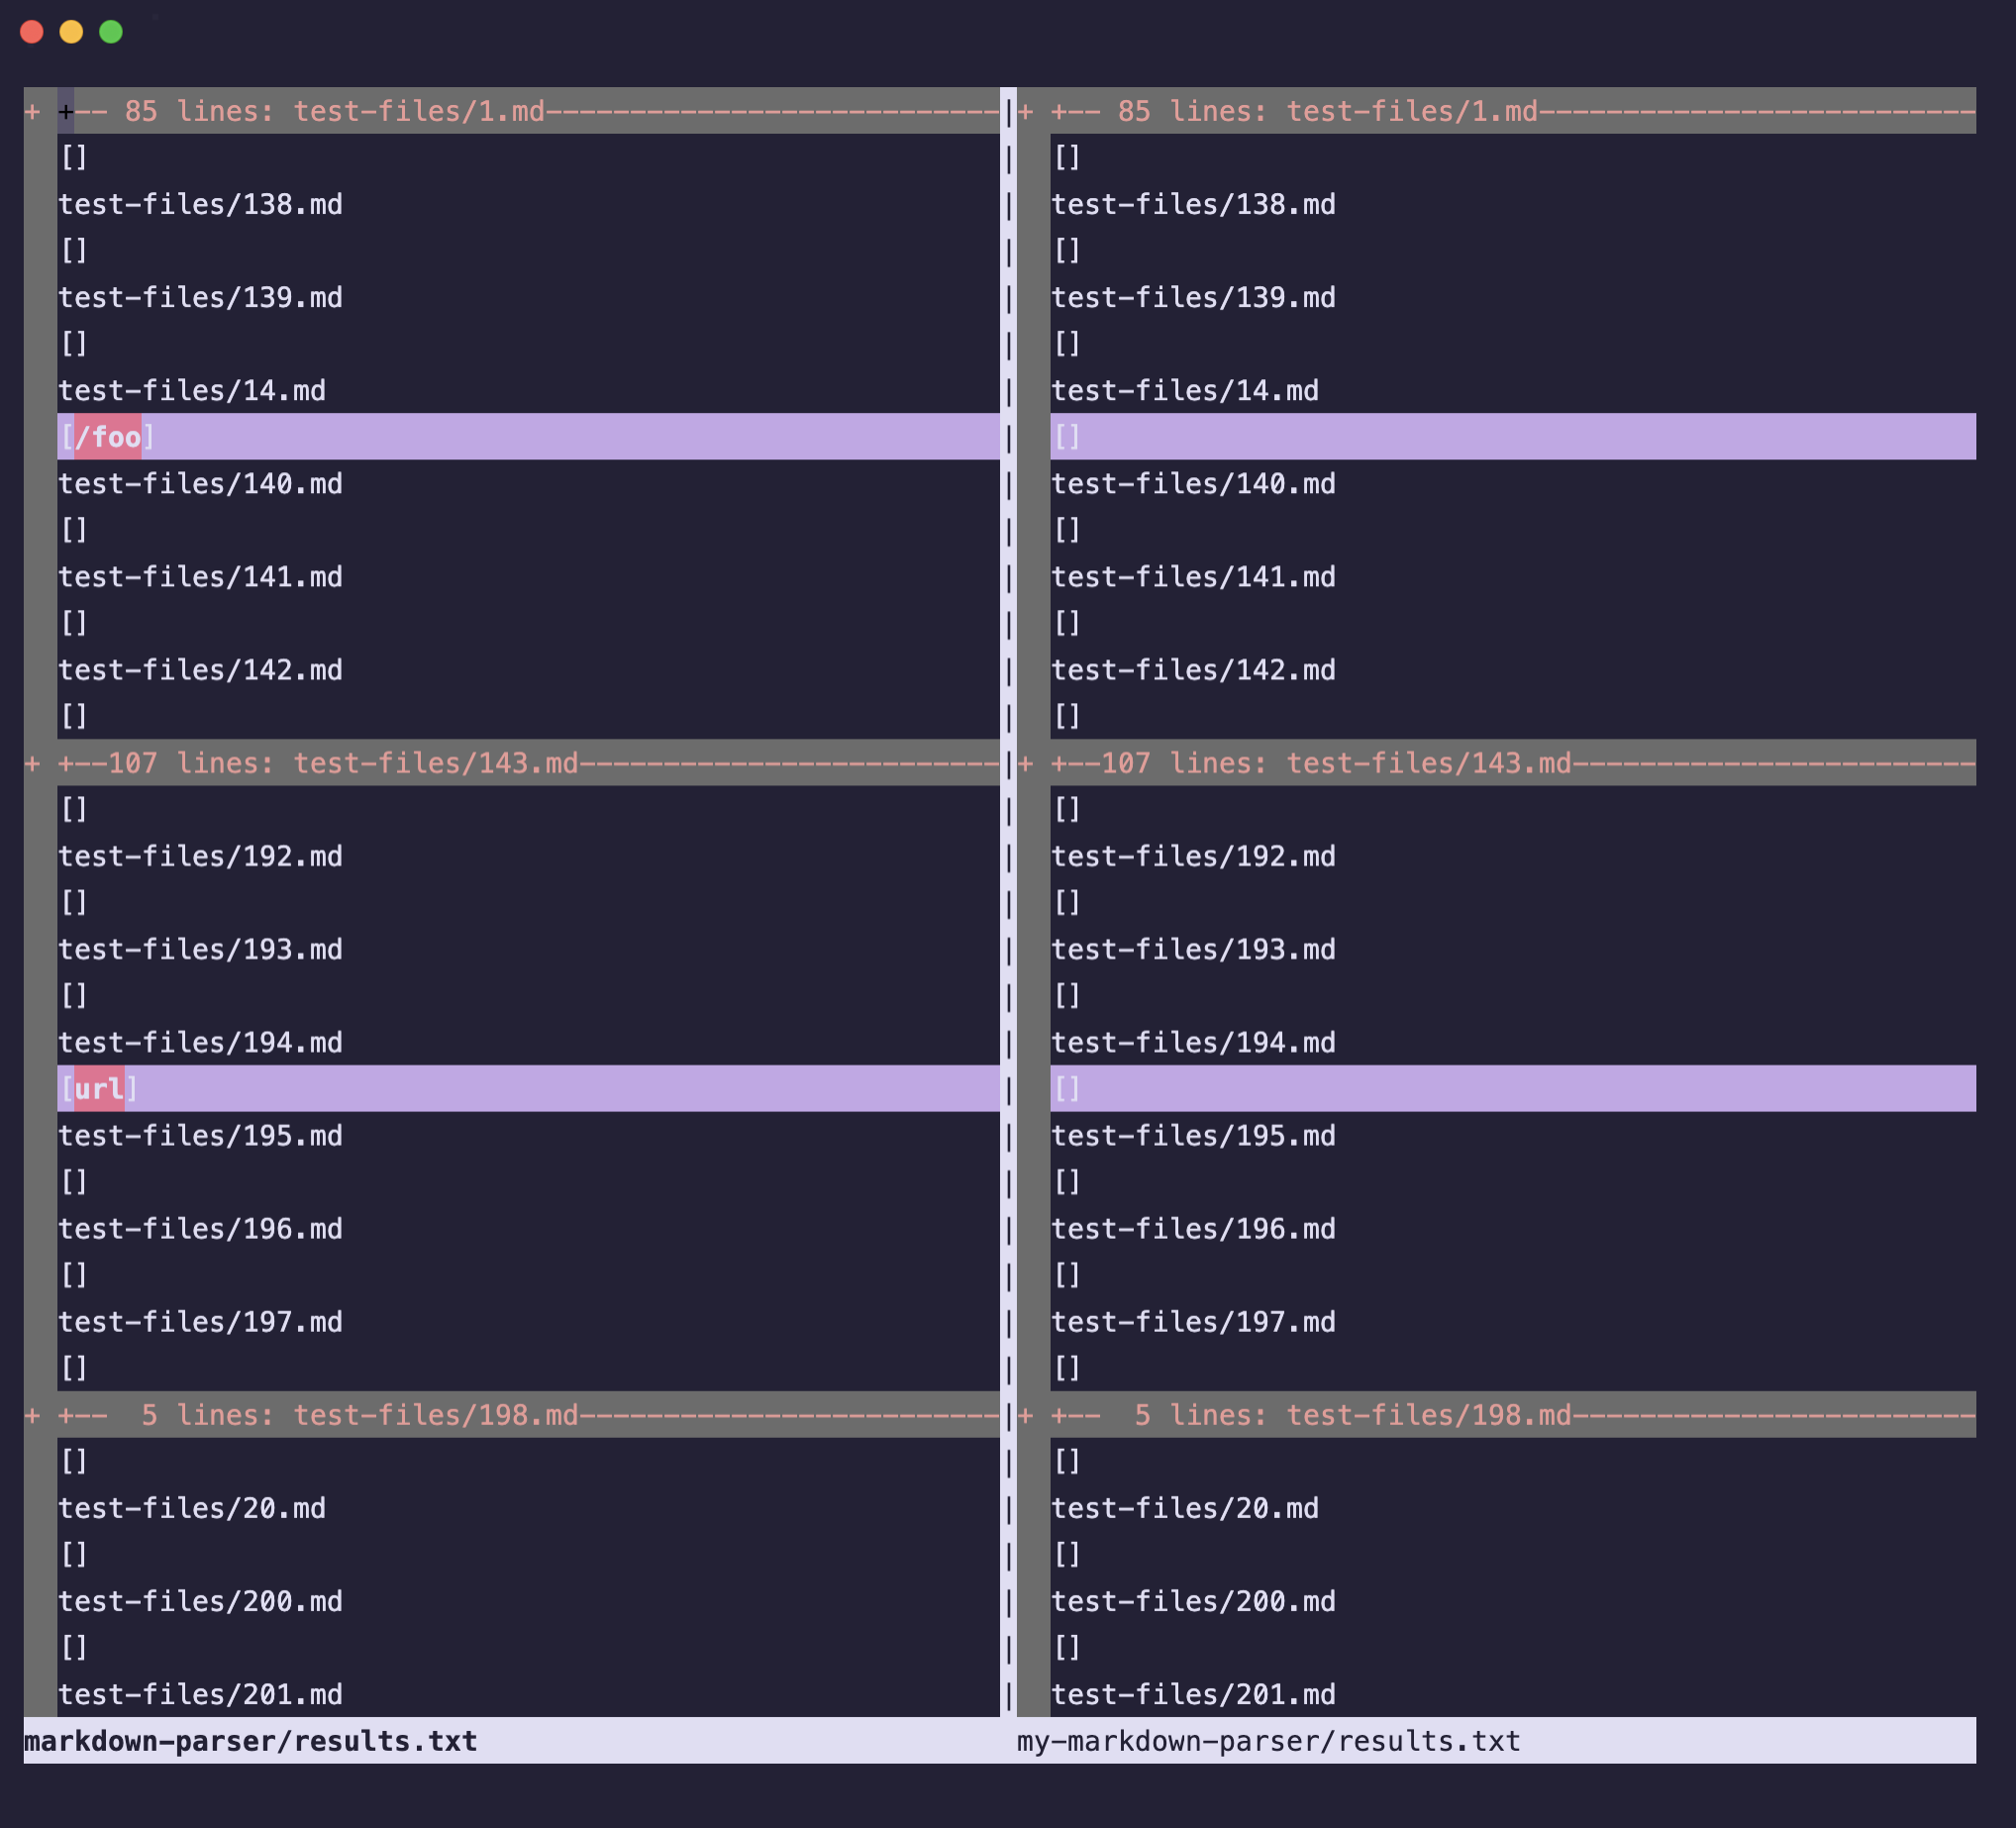 + +-- 85 lines: test-files/1.md---------------------------
[]
test-files/138.md
[]
test-files/139.md
[]
test-files/14.md
[/foo]
test-files/140.md
[]
test-files/141.md
[]
test-files/142.md
[]
+ +--107 lines: test-files/143.md-------------------------
[]
test-files/192.md
[]
test-files/193.md
[]
test-files/194.md
[url]
test-files/195.md
[]
test-files/196.md
[]
test-files/197.md
[]
+ +--  5 lines: test-files/198.md-------------------------
[]
test-files/20.md
[]
test-files/200.md
[]
test-files/201.md
markdown-parser/results.txt
+ +-- 85 lines: test-files/1.md--------------------------
[]
test-files/138.md
[]
test-files/139.md
[]
test-files/14.md
[]
test-files/140.md
[]
test-files/141.md
[]
test-files/142.md
[]
+ +--107 lines: test-files/143.md------------------------
[]
test-files/192.md
[]
test-files/193.md
[]
test-files/194.md
[]
test-files/195.md
[]
test-files/196.md
[]
test-files/197.md
[]
+ +--  5 lines: test-files/198.md------------------------
[]
test-files/20.md
[]
test-files/200.md
[]
test-files/201.md
my-markdown-parser/results.txt